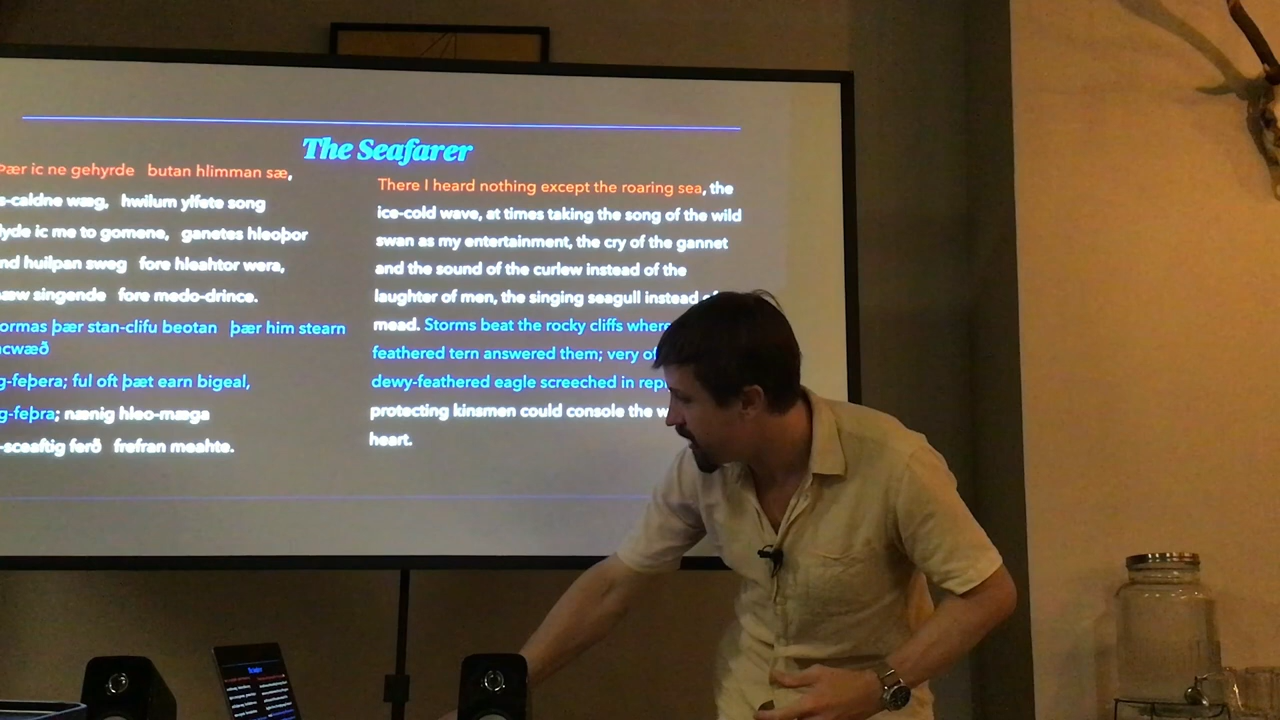 The Seafarer
Þær ic ne gehyrde butan hlimman sæ,
s-caldne wæg, hwilum ylfete song
dyde ic me to gomene, ganetes hleoþor
nd huilpan sweg fore hleahtor wera,
mæw singende fore medo-drince.
ormas þær stan-clifu beotan þær him stearn
ncwæð
g-feþera; ful oft þæt earn bigeal,
g-feþra; nænig hleo-mæga
-sceaftig ferð frefran meahte.
There I heard nothing except the roaring sea, the
ice-cold wave, at times taking the song of the wild
swan as my entertainment, the cry of the gannet
and the sound of the curlew instead of the
laughter of men, the singing seagull instead of
mead. Storms beat the rocky cliffs where
feathered tern answered them; very of
dewy-feathered eagle screeched in rep
protecting kinsmen could console the w
heart.